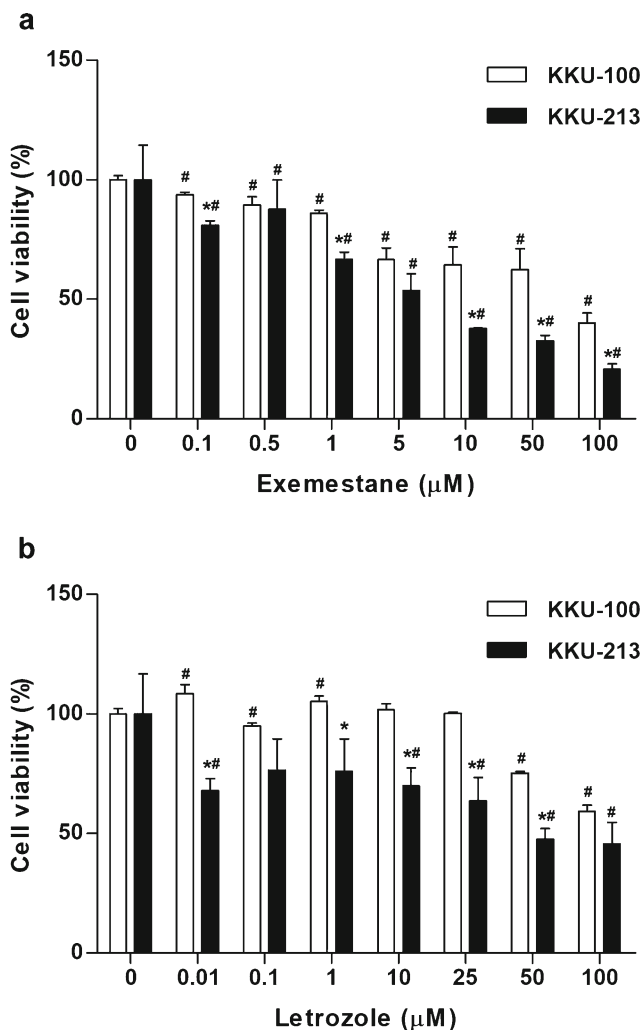 a
150
100
50
0
Cell viability (%)
KKU-100
KKU-213
# *# # # # *# # # # *# # *# # *#
0 0.1 0.5 1 5 10 50 100
Exemestane (μM)
b
150
100
50
0
Cell viability (%)
KKU-100
KKU-213
# *# # # * *# *# # *# # #
0 0.01 0.1 1 10 25 50 100
Letrozole (μM)